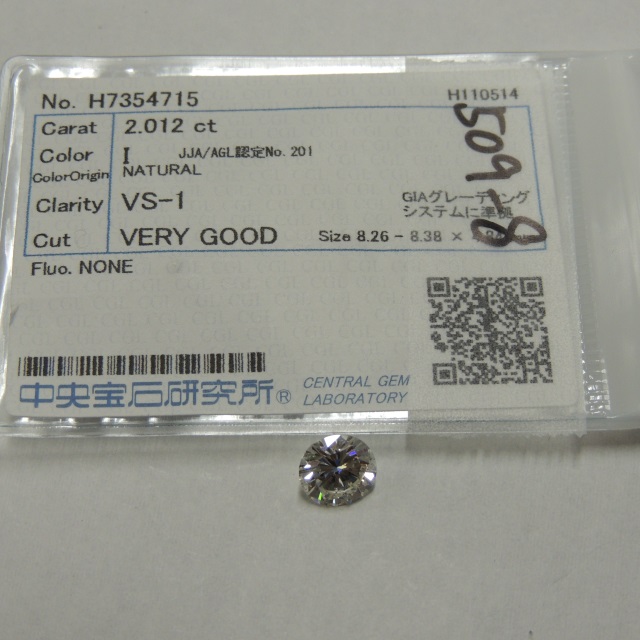 No. H7354715
H110514
Carat 2.012 ct
Color I JJA/AGL認定No.201
ColorOrigin NATURAL
Clarity VS-1
GIAグレーディング
システムに準拠
Cut VERY GOOD Size 8.26 - 8.38 ×
509-8
Fluo. NONE
中央宝石研究所® CENTRAL GEM
LABORATORY